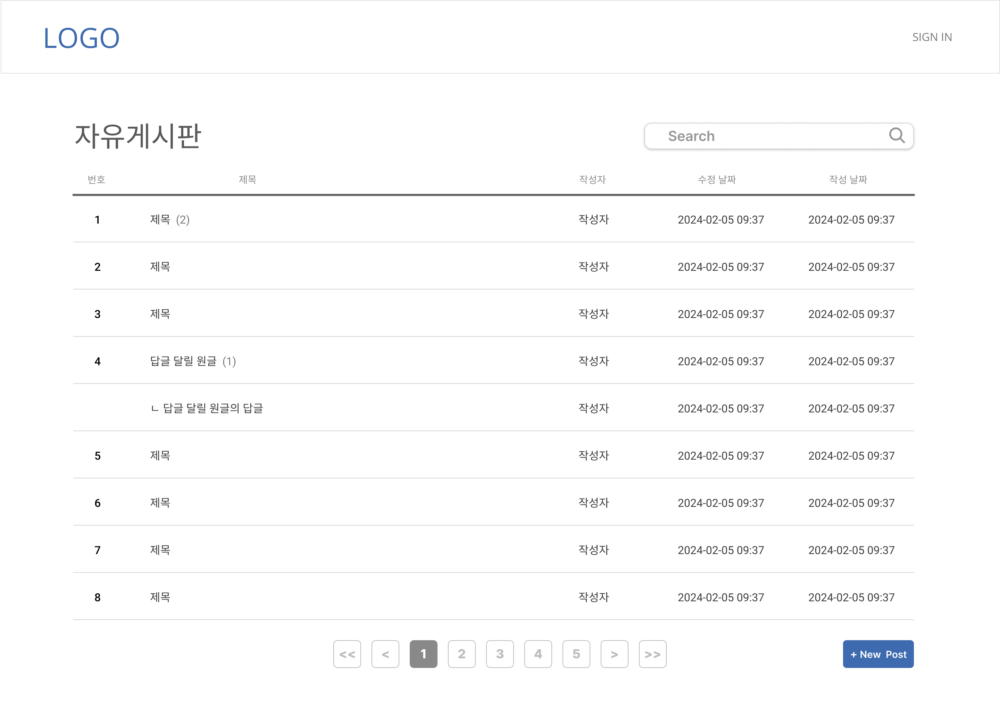 LOGO SIGN IN
자유게시판 Search
번호 제목 작성자 수정 날짜 작성 날짜
1 제목 (2) 작성자 2024-02-05 09:37 2024-02-05 09:37
2 제목 작성자 2024-02-05 09:37 2024-02-05 09:37
3 제목 작성자 2024-02-05 09:37 2024-02-05 09:37
4 답글 달릴 원글 (1) 작성자 2024-02-05 09:37 2024-02-05 09:37
ㄴ 답글 달릴 원글의 답글 작성자 2024-02-05 09:37 2024-02-05 09:37
5 제목 작성자 2024-02-05 09:37 2024-02-05 09:37
6 제목 작성자 2024-02-05 09:37 2024-02-05 09:37
7 제목 작성자 2024-02-05 09:37 2024-02-05 09:37
8 제목 작성자 2024-02-05 09:37 2024-02-05 09:37
<< < 1 2 3 4 5 > >> + New Post